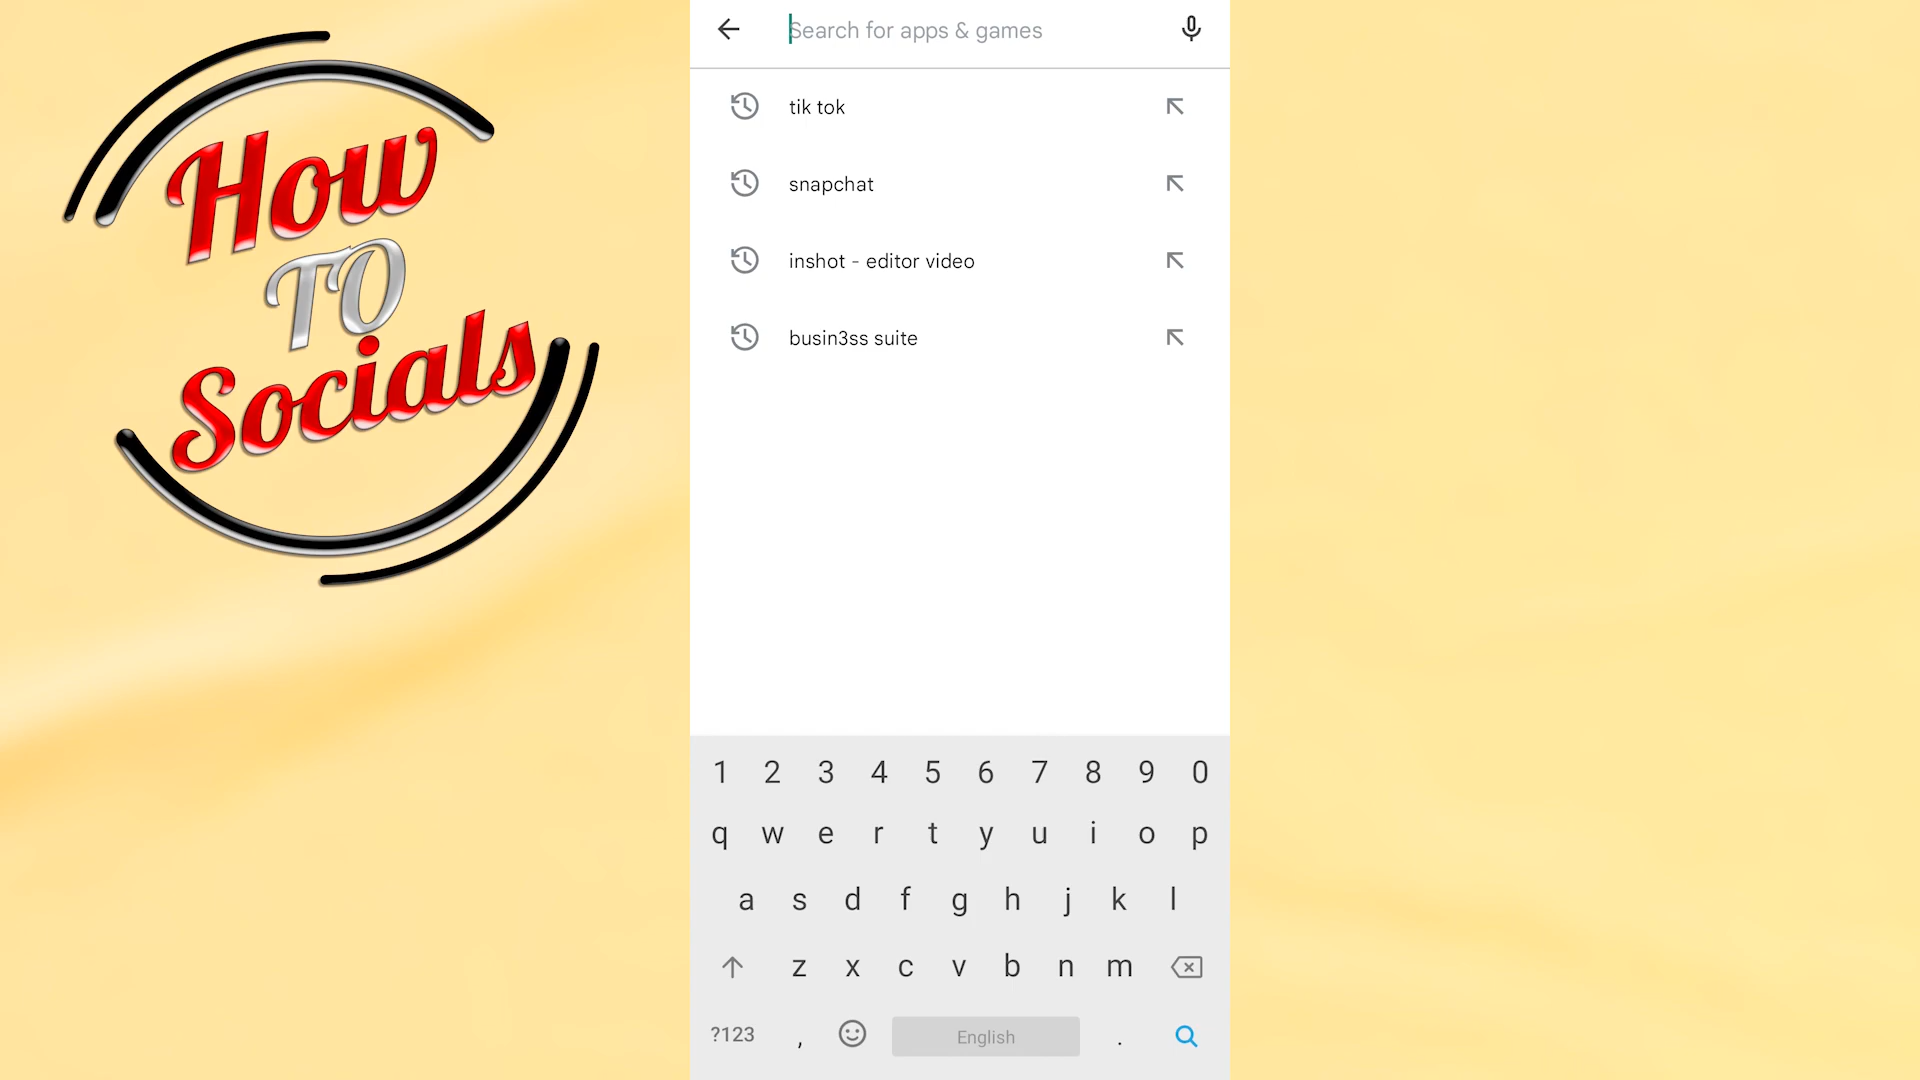 How
TO
Socials
Search for apps & games
tik tok
snapchat
inshot - editor video
busin3ss suite
1 2 3 4 5 6 7 8 9 0
q w e r t y u i o p
a s d f g h j k l
z x c v b n m
?123 , English .